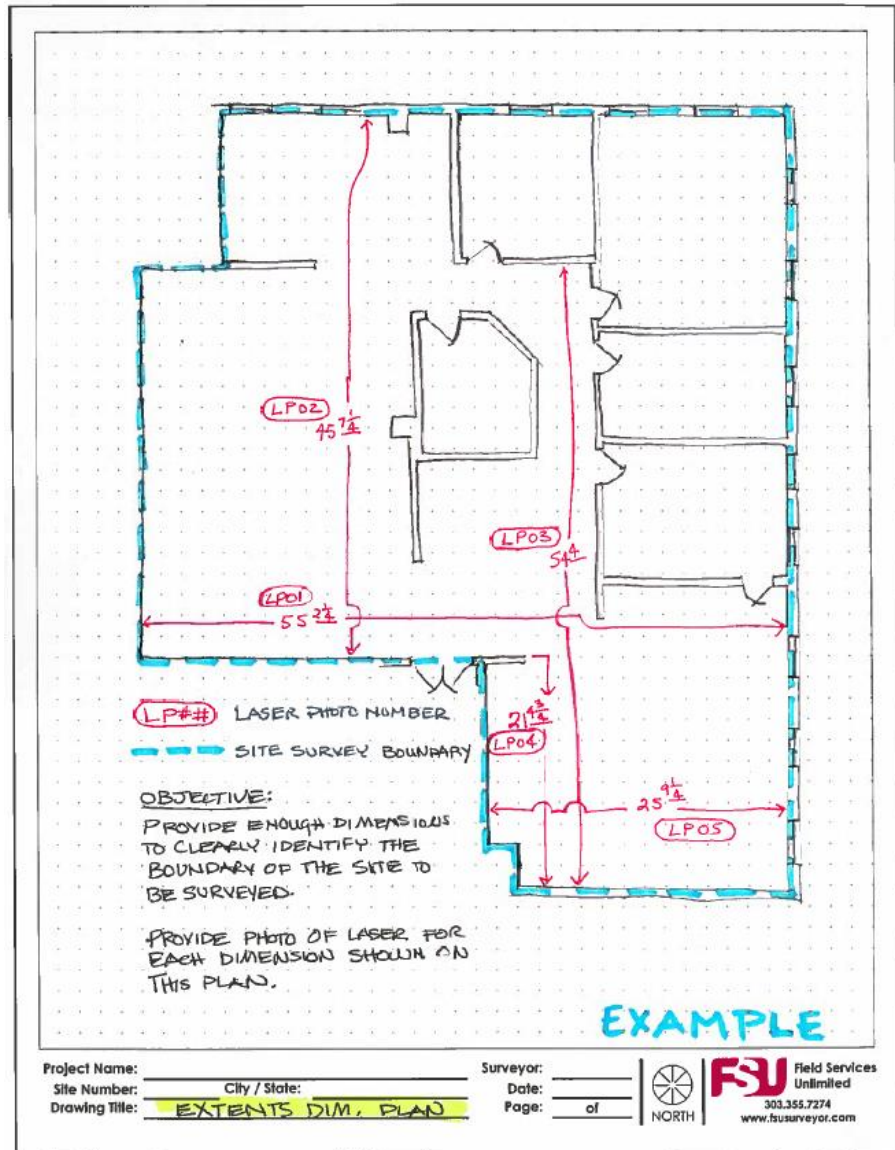 LP02
45 7 1/4
LP03
54 4
LP01
55 2 1/4
LP## LASER PHOTO NUMBER
21 4 3/4
LP04
SITE SURVEY BOUNDARY
25 9 1/4
LP05
OBJECTIVE:
PROVIDE ENOUGH DIMENSIONS
TO CLEARLY IDENTIFY THE
BOUNDARY OF THE SITE TO
BE SURVEYED.
PROVIDE PHOTO OF LASER FOR
EACH DIMENSION SHOWN ON
THIS PLAN.
EXAMPLE
Project Name:
Site Number: City / State:
Drawing Title: EXTENTS DIM. PLAN
Surveyor:
Date:
Page: of
NORTH
FSU Field Services
Unlimited
303.355.7274
www.fsusurveyor.com